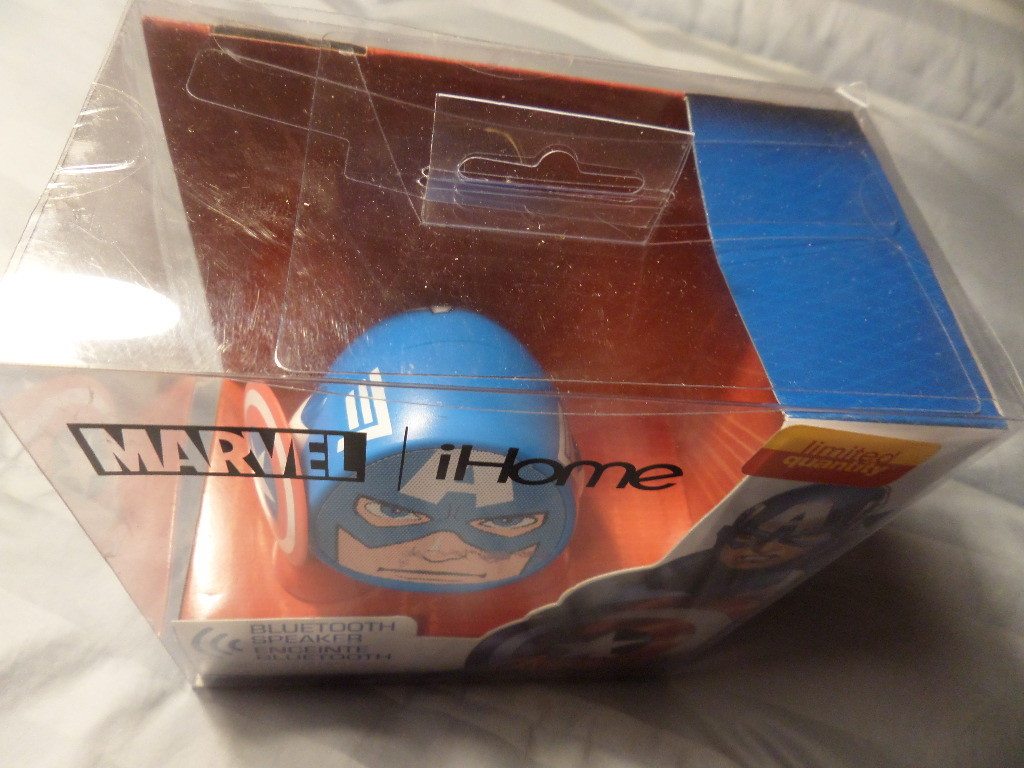 MARVEL | iHome
limited
quantity
A
A
BLUETOOTH
SPEAKER
ENCEINTE
BLUETOOTH